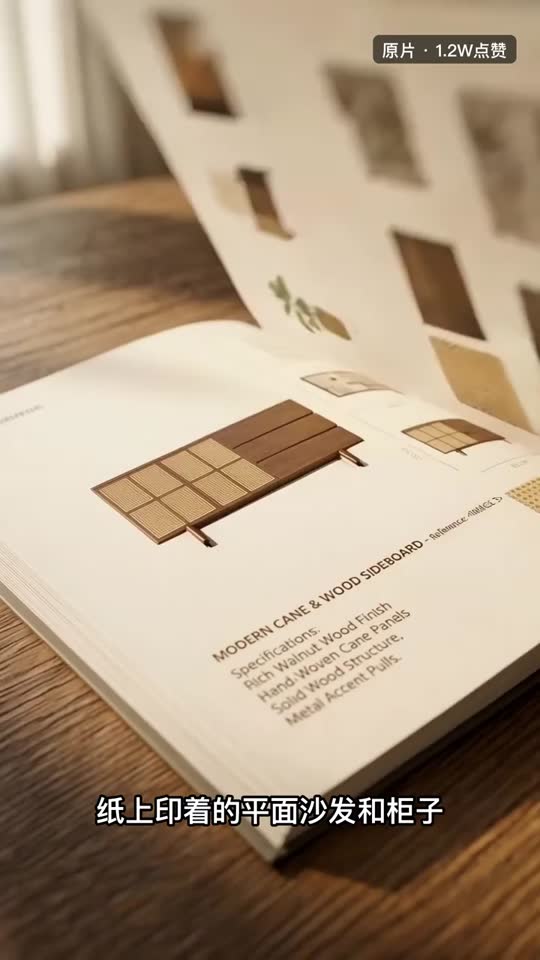 原片 · 1.2W点赞
MODERN CANE & WOOD SIDEBOARD -
Specifications:
Rich Walnut Wood Finish
Hand-Woven Cane Panels
Solid Wood Structure,
Metal Accent Pulls.
纸上印着的平面沙发和柜子